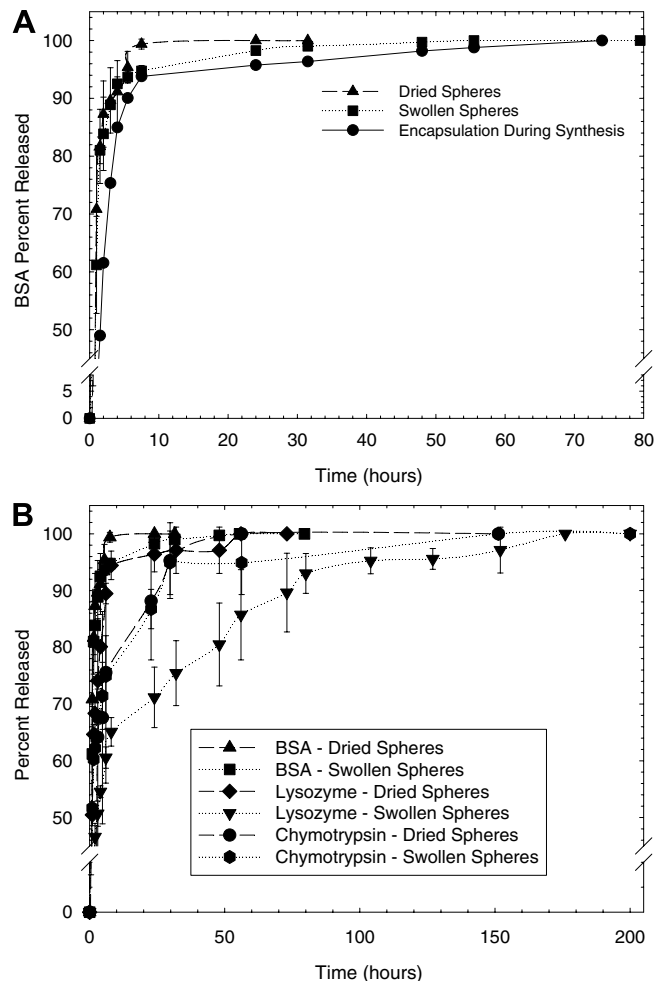 A
100
90
80
70
60
50
5
0
BSA Percent Released
Dried Spheres
Swollen Spheres
Encapsulation During Synthesis
0 10 20 30 40 50 60 70 80
Time (hours)
B
100
90
80
70
60
50
0
Percent Released
BSA - Dried Spheres
BSA - Swollen Spheres
Lysozyme - Dried Spheres
Lysozyme - Swollen Spheres
Chymotrypsin - Dried Spheres
Chymotrypsin - Swollen Spheres
0 50 100 150 200
Time (hours)